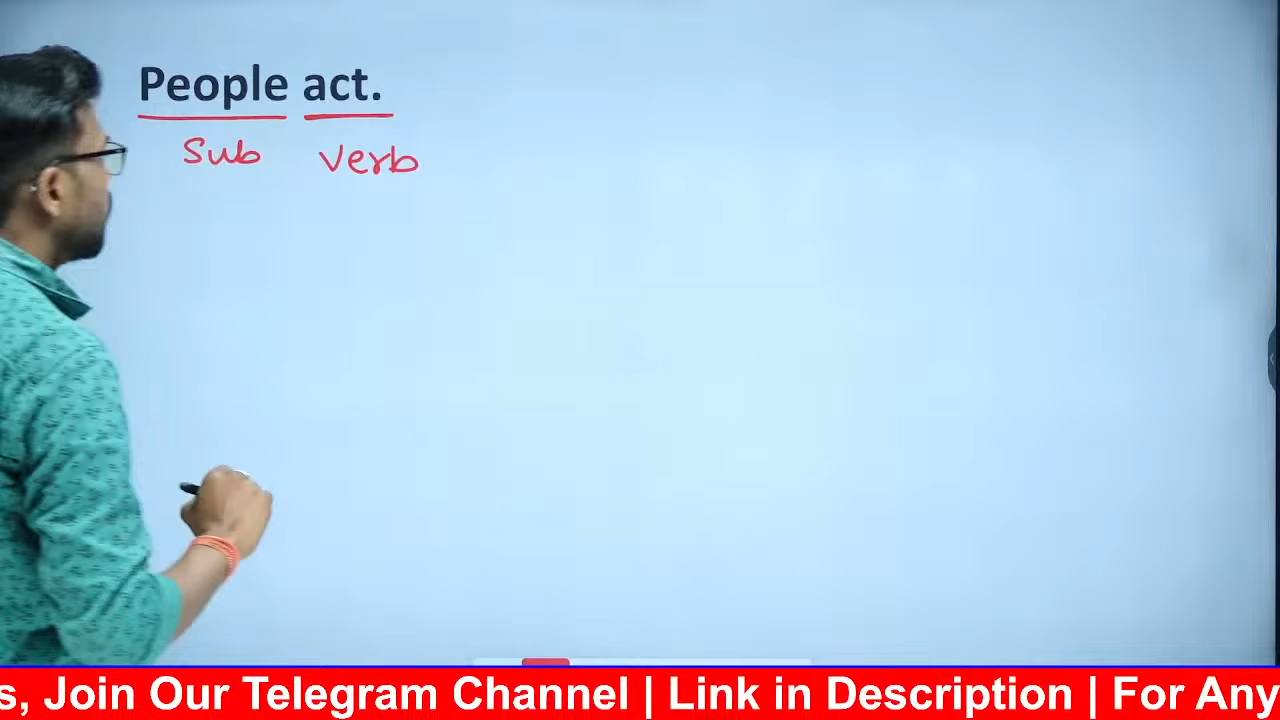 People act.
Sub Verb
s, Join Our Telegram Channel | Link in Description | For Any